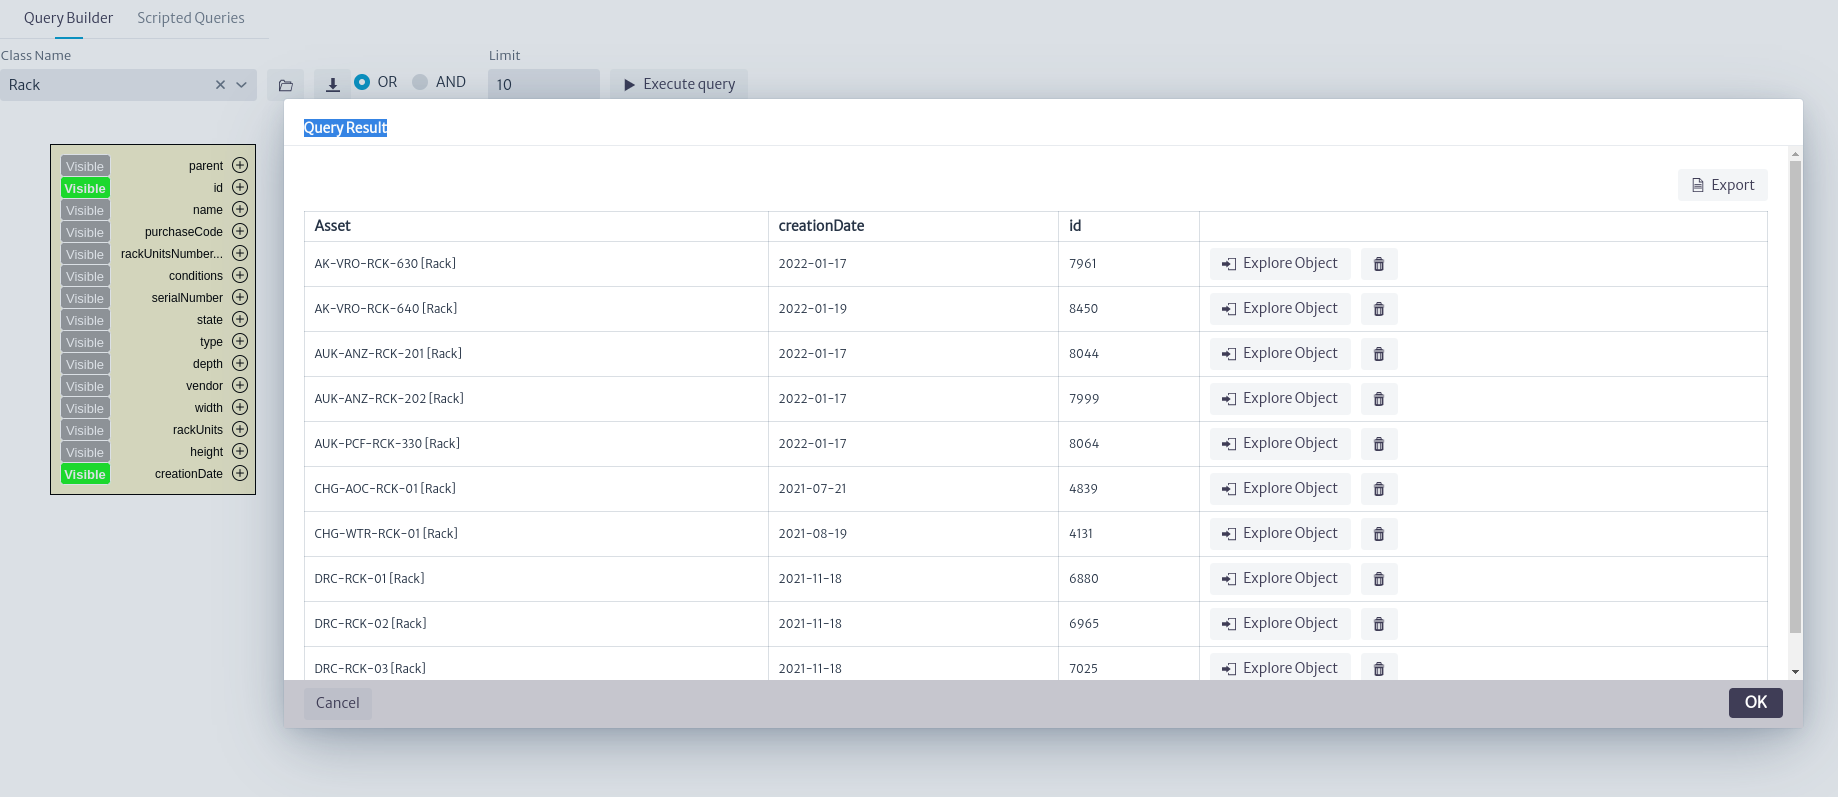 Query Builder Scripted Queries
Class Name Limit
Rack OR AND 10 Execute query
Query Result
Export
Visible parent
Visible id
Visible name
Visible purchaseCode
Visible rackUnitsNumber...
Visible conditions
Visible serialNumber
Visible state
Visible type
Visible depth
Visible vendor
Visible width
Visible rackUnits
Visible height
Visible creationDate
Asset creationDate id
AK-VRO-RCK-630 [Rack] 2022-01-17 7961 Explore Object
AK-VRO-RCK-640 [Rack] 2022-01-19 8450 Explore Object
AUK-ANZ-RCK-201 [Rack] 2022-01-17 8044 Explore Object
AUK-ANZ-RCK-202 [Rack] 2022-01-17 7999 Explore Object
AUK-PCF-RCK-330 [Rack] 2022-01-17 8064 Explore Object
CHG-AOC-RCK-01 [Rack] 2021-07-21 4839 Explore Object
CHG-WTR-RCK-01 [Rack] 2021-08-19 4131 Explore Object
DRC-RCK-01 [Rack] 2021-11-18 6880 Explore Object
DRC-RCK-02 [Rack] 2021-11-18 6965 Explore Object
DRC-RCK-03 [Rack] 2021-11-18 7025 Explore Object
Cancel OK